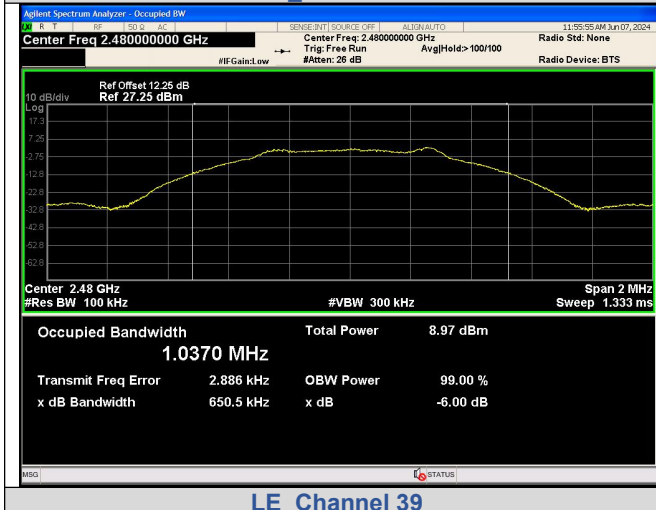 Agilent Spectrum Analyzer - Occupied BW
R T RF 50 Ω AC SENSE:INT SOURCE OFF ALIGN AUTO 11:55:55 AM Jun 07, 2024
Center Freq 2.480000000 GHz Center Freq: 2.480000000 GHz Radio Std: None
Trig: Free Run Avg|Hold:> 100/100
#IFGain:Low #Atten: 26 dB Radio Device: BTS
Ref Offset 12.25 dB
10 dB/div Ref 27.25 dBm
Log
17.3
7.25
-2.75
-12.8
-22.8
-32.8
-42.8
-52.8
-62.8
Center 2.48 GHz Span 2 MHz
#Res BW 100 kHz #VBW 300 kHz Sweep 1.333 ms
Occupied Bandwidth Total Power 8.97 dBm
1.0370 MHz
Transmit Freq Error 2.886 kHz OBW Power 99.00 %
x dB Bandwidth 650.5 kHz x dB -6.00 dB
MSG STATUS
LE Channel 39